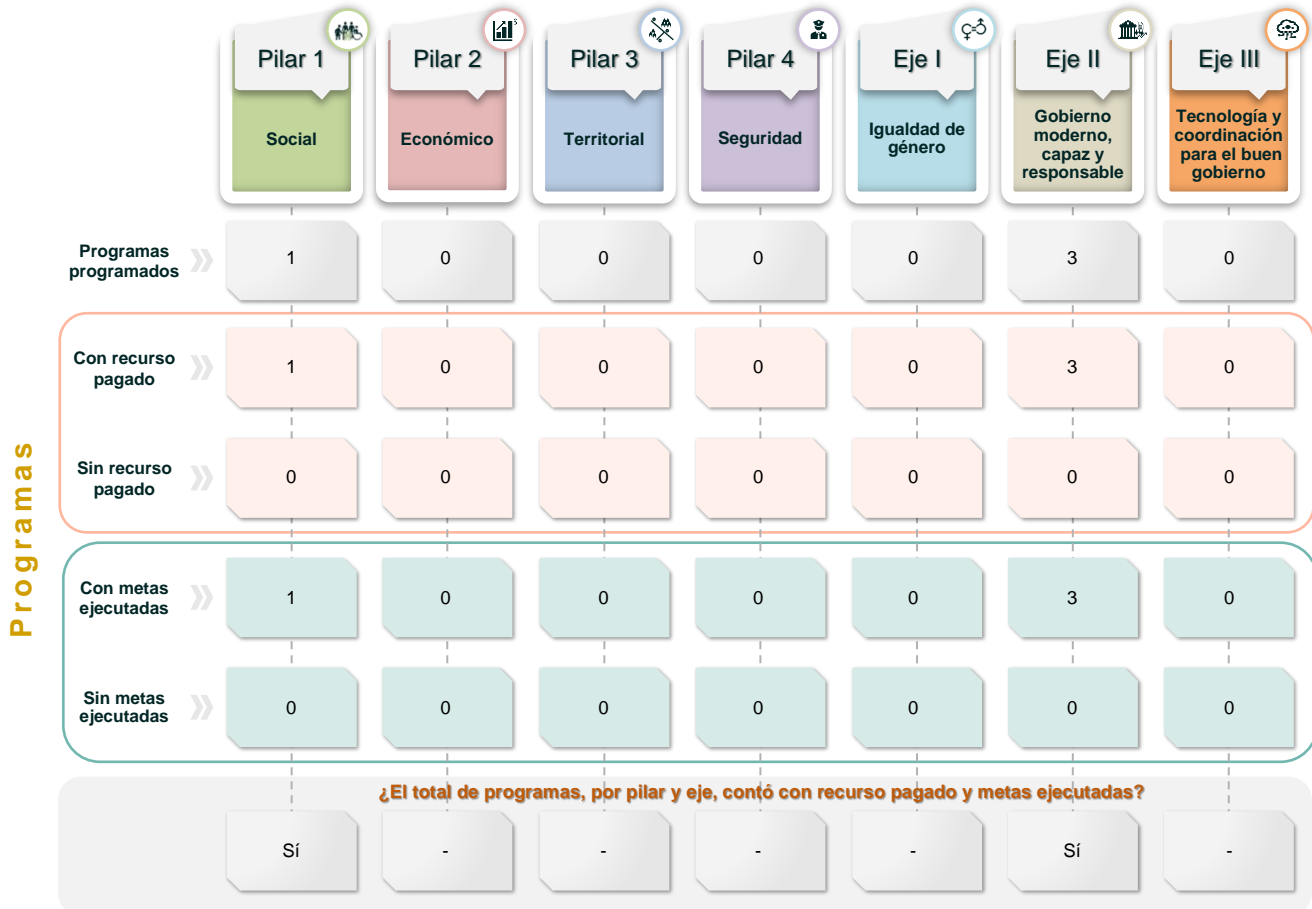 Pilar 1
Pilar 2
Pilar 3
Pilar 4
Eje I
Eje II
Eje III
Social
Económico
Territorial
Seguridad
Igualdad de
género
Gobierno
moderno,
capaz y
responsable
Tecnología y
coordinación
para el buen
gobierno
Programas
Programas
programados
1 0 0 0 0 3 0
Con recurso
pagado
1 0 0 0 0 3 0
Sin recurso
pagado
0 0 0 0 0 0 0
Con metas
ejecutadas
1 0 0 0 0 3 0
Sin metas
ejecutadas
0 0 0 0 0 0 0
¿El total de programas, por pilar y eje, contó con recurso pagado y metas ejecutadas?
Sí - - - - Sí -